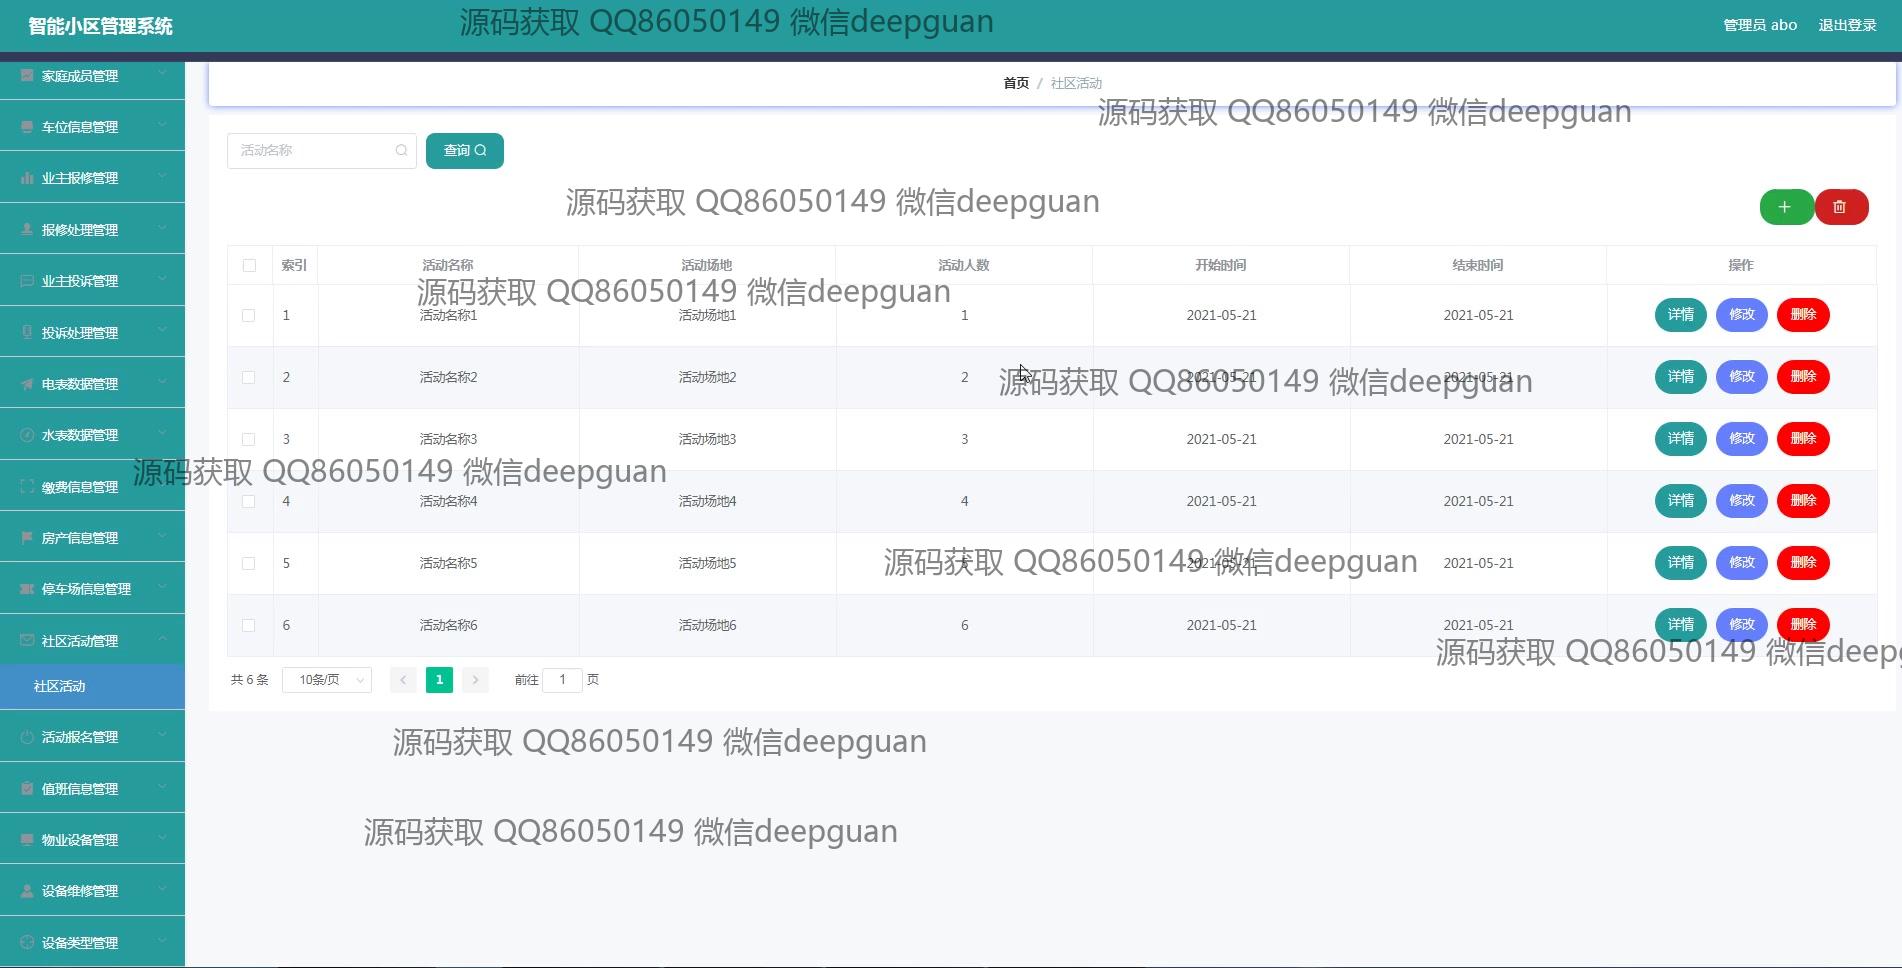 智能小区管理系统
源码获取 QQ86050149 微信deepguan
管理员 abo 退出登录
家庭成员管理
车位信息管理
业主报修管理
报修处理管理
业主投诉管理
投诉处理管理
电表数据管理
水表数据管理
缴费信息管理
房产信息管理
停车场信息管理
社区活动管理
社区活动
活动报名管理
值班信息管理
物业设备管理
设备维修管理
设备类型管理
首页 / 社区活动
源码获取 QQ86050149 微信deepguan
活动名称 查询
源码获取 QQ86050149 微信deepguan
索引 活动名称 活动场地 活动人数 开始时间 结束时间 操作
源码获取 QQ86050149 微信deepguan
1 活动名称1 活动场地1 1 2021-05-21 2021-05-21 详情 修改 删除
2 活动名称2 活动场地2 2 2021-05-21 2021-05-21 详情 修改 删除
源码获取 QQ86050149 微信deepguan
3 活动名称3 活动场地3 3 2021-05-21 2021-05-21 详情 修改 删除
源码获取 QQ86050149 微信deepguan
4 活动名称4 活动场地4 4 2021-05-21 2021-05-21 详情 修改 删除
5 活动名称5 活动场地5 5 2021-05-21 2021-05-21 详情 修改 删除
源码获取 QQ86050149 微信deepguan
6 活动名称6 活动场地6 6 2021-05-21 2021-05-21 详情 修改 删除
源码获取 QQ86050149 微信deep
共 6 条 10条/页 1 前往 1 页
源码获取 QQ86050149 微信deepguan
源码获取 QQ86050149 微信deepguan